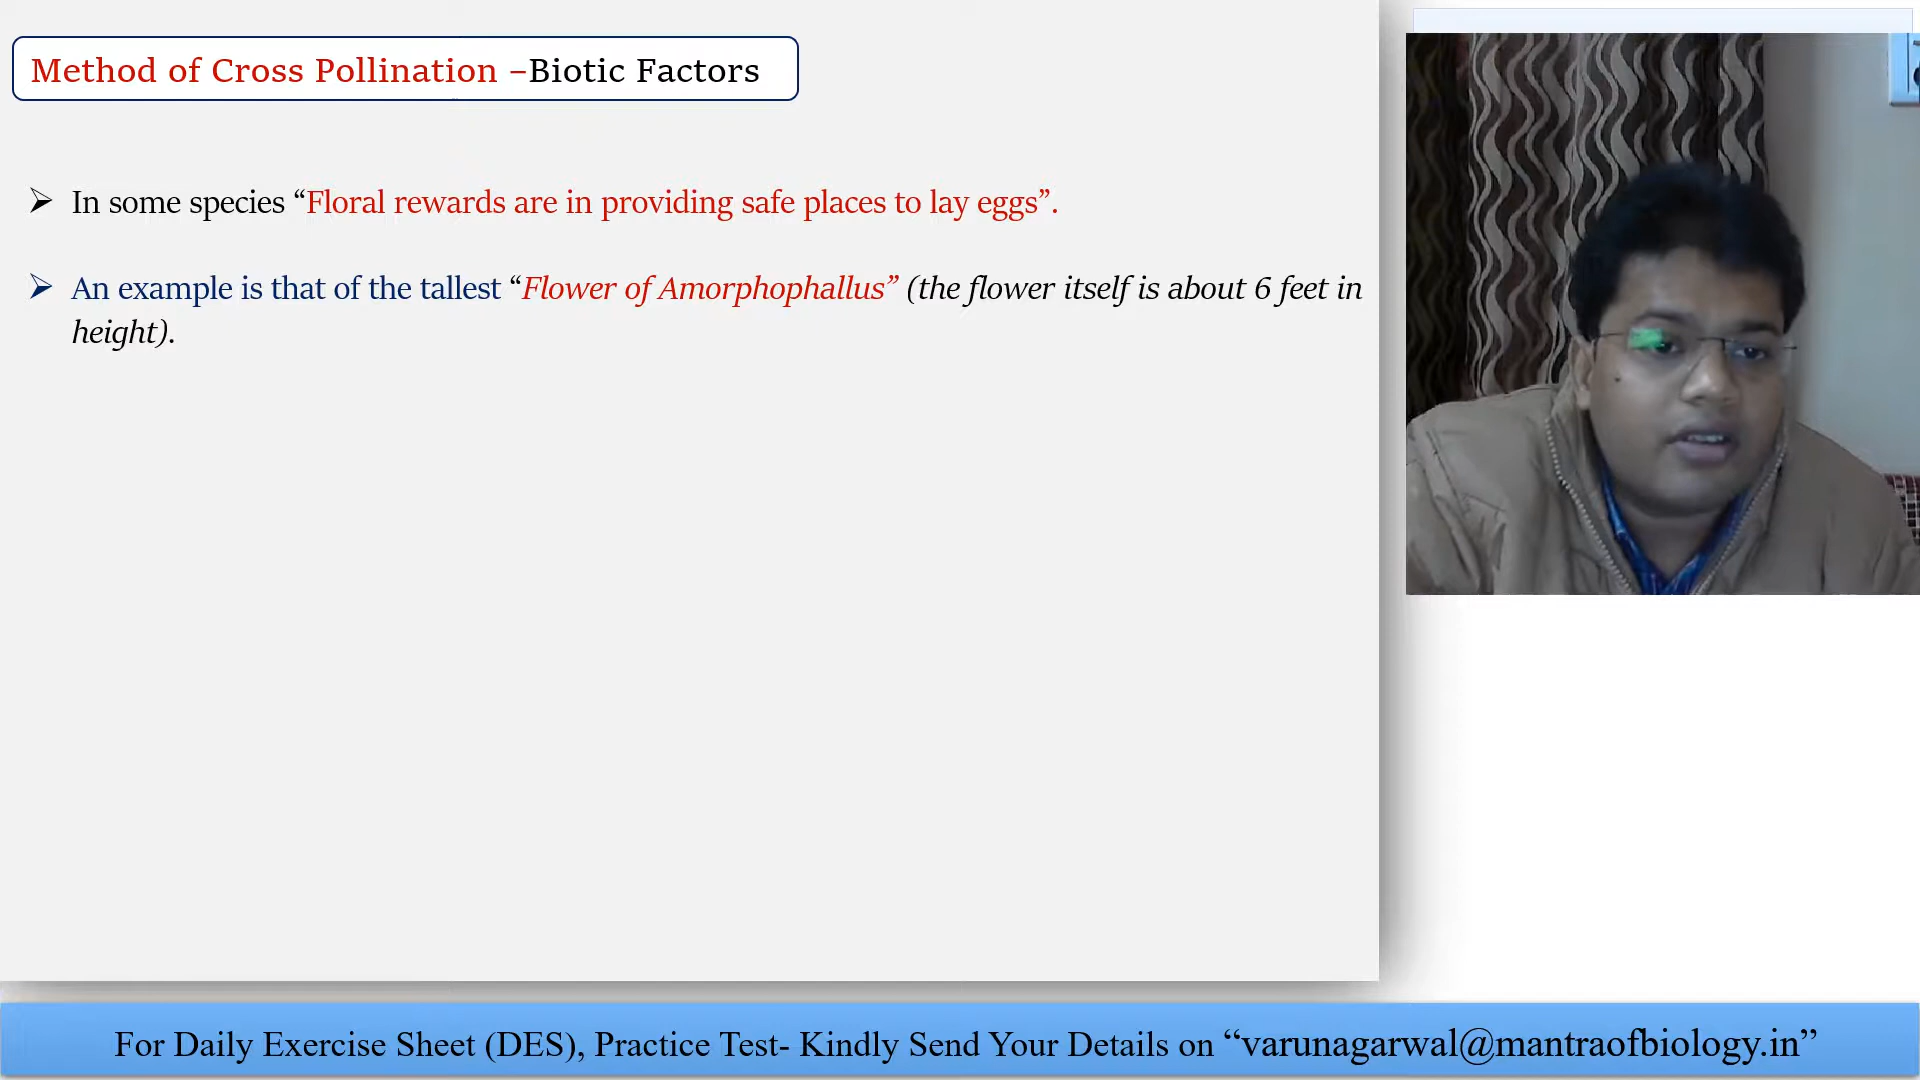 Method of Cross Pollination –Biotic Factors
In some species “Floral rewards are in providing safe places to lay eggs”.
An example is that of the tallest “Flower of Amorphophallus” (the flower itself is about 6 feet in
height).
For Daily Exercise Sheet (DES), Practice Test- Kindly Send Your Details on “varunagarwal@mantraofbiology.in”